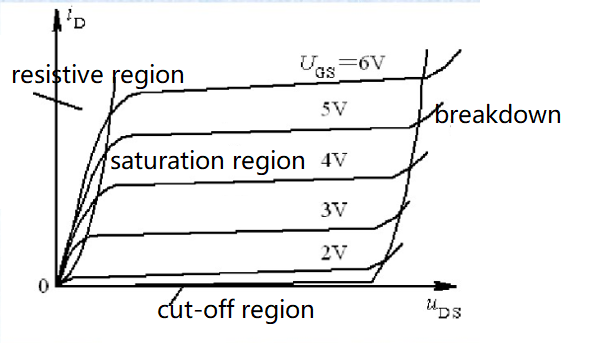 iD
UGS=6V
resistive region
5V
breakdown
saturation region
4V
3V
2V
0
cut-off region
uDS